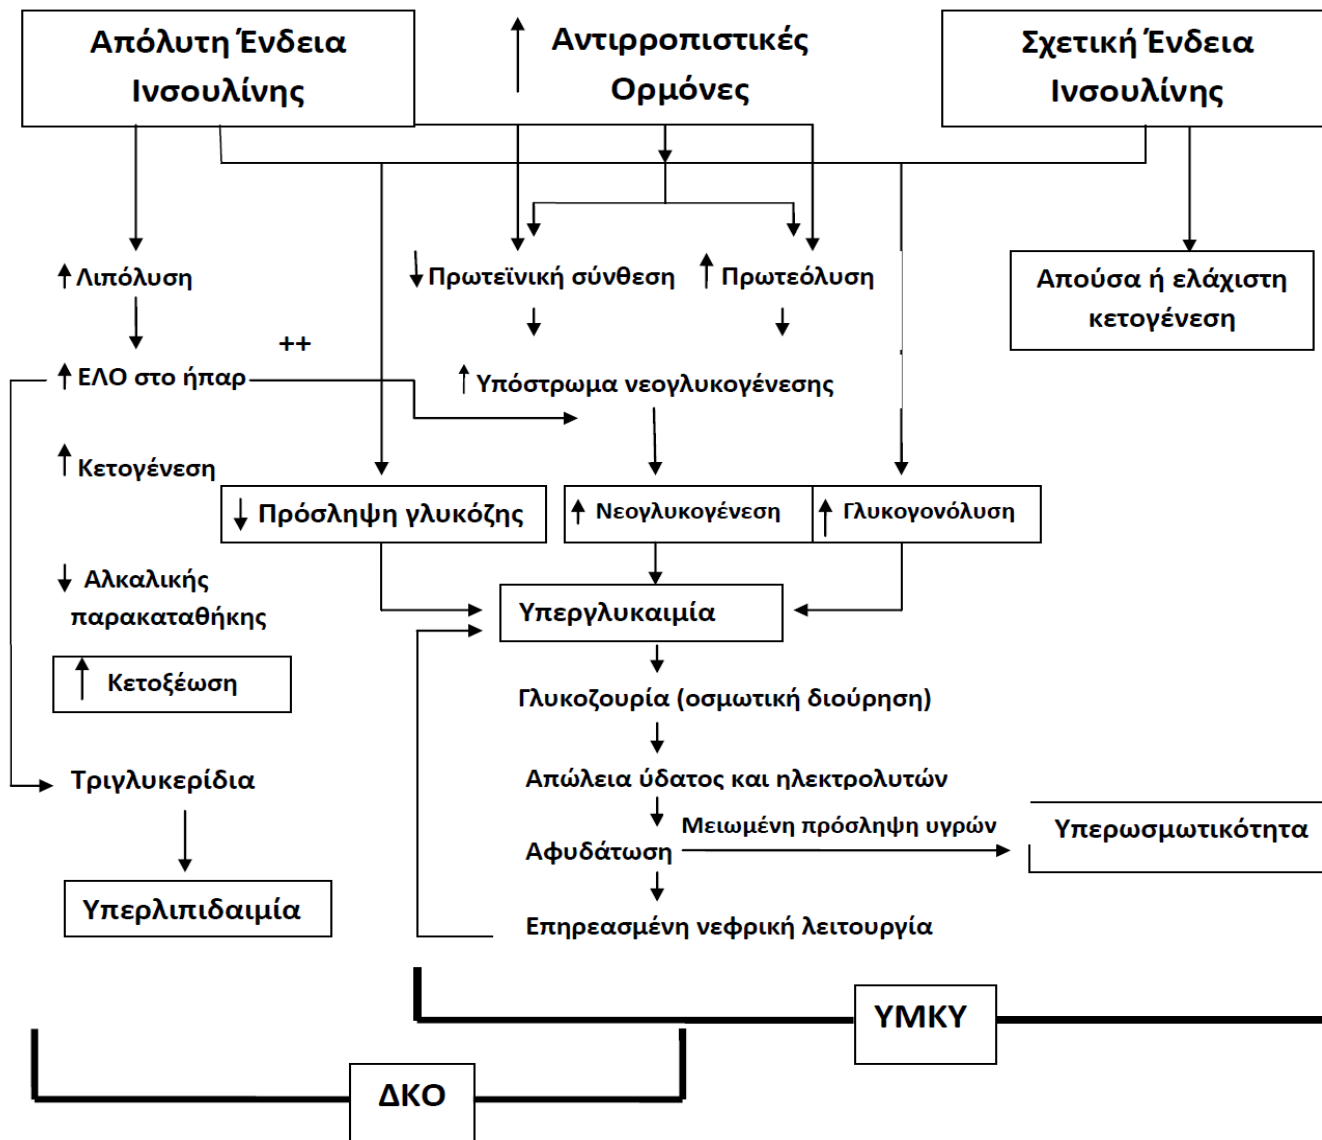 Απόλυτη Ένδεια
Ινσουλίνης
Αντιρροπιστικές
Ορμόνες
Σχετική Ένδεια
Ινσουλίνης
Λιπόλυση
Πρωτεϊνική σύνθεση
Πρωτεόλυση
Απούσα ή ελάχιστη
κετογένεση
++
ΕΛΟ στο ήπαρ
Υπόστρωμα νεογλυκογένεσης
Κετογένεση
Πρόσληψη γλυκόζης
Νεογλυκογένεση
Γλυκογονόλυση
Αλκαλικής
παρακαταθήκης
Υπεργλυκαιμία
Κετοξέωση
Γλυκοζουρία (οσμωτική διούρηση)
Τριγλυκερίδια
Απώλεια ύδατος και ηλεκτρολυτών
Μειωμένη πρόσληψη υγρών
Υπερωσμωτικότητα
Αφυδάτωση
Υπερλιπιδαιμία
Επηρεασμένη νεφρική λειτουργία
ΥΜΚΥ
ΔΚΟ